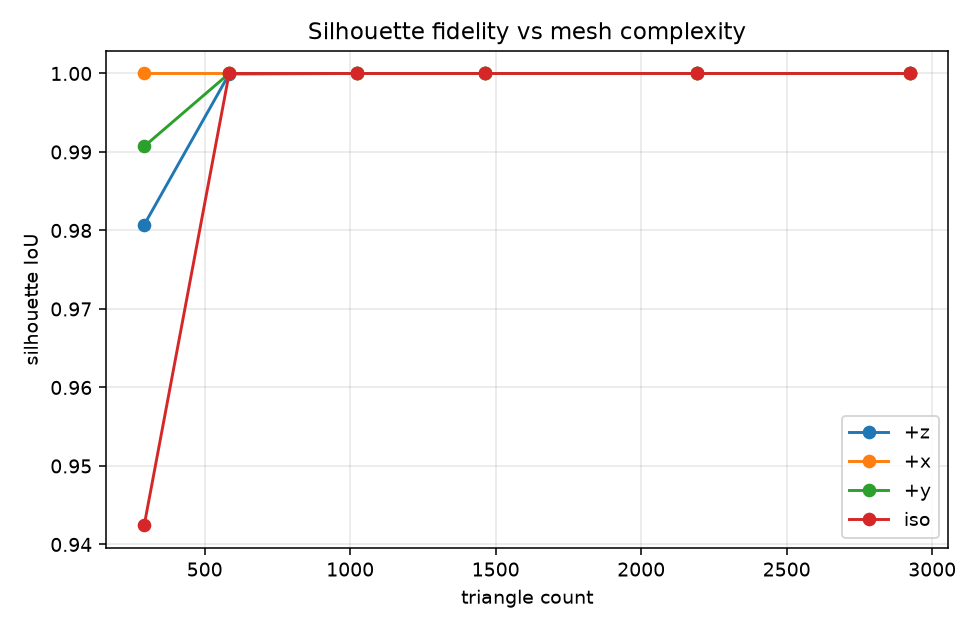 Silhouette fidelity vs mesh complexity
1.00
0.99
0.98
0.97
0.96
0.95
0.94
silhouette IoU
500
1000
1500
2000
2500
3000
triangle count
+z
+x
+y
iso